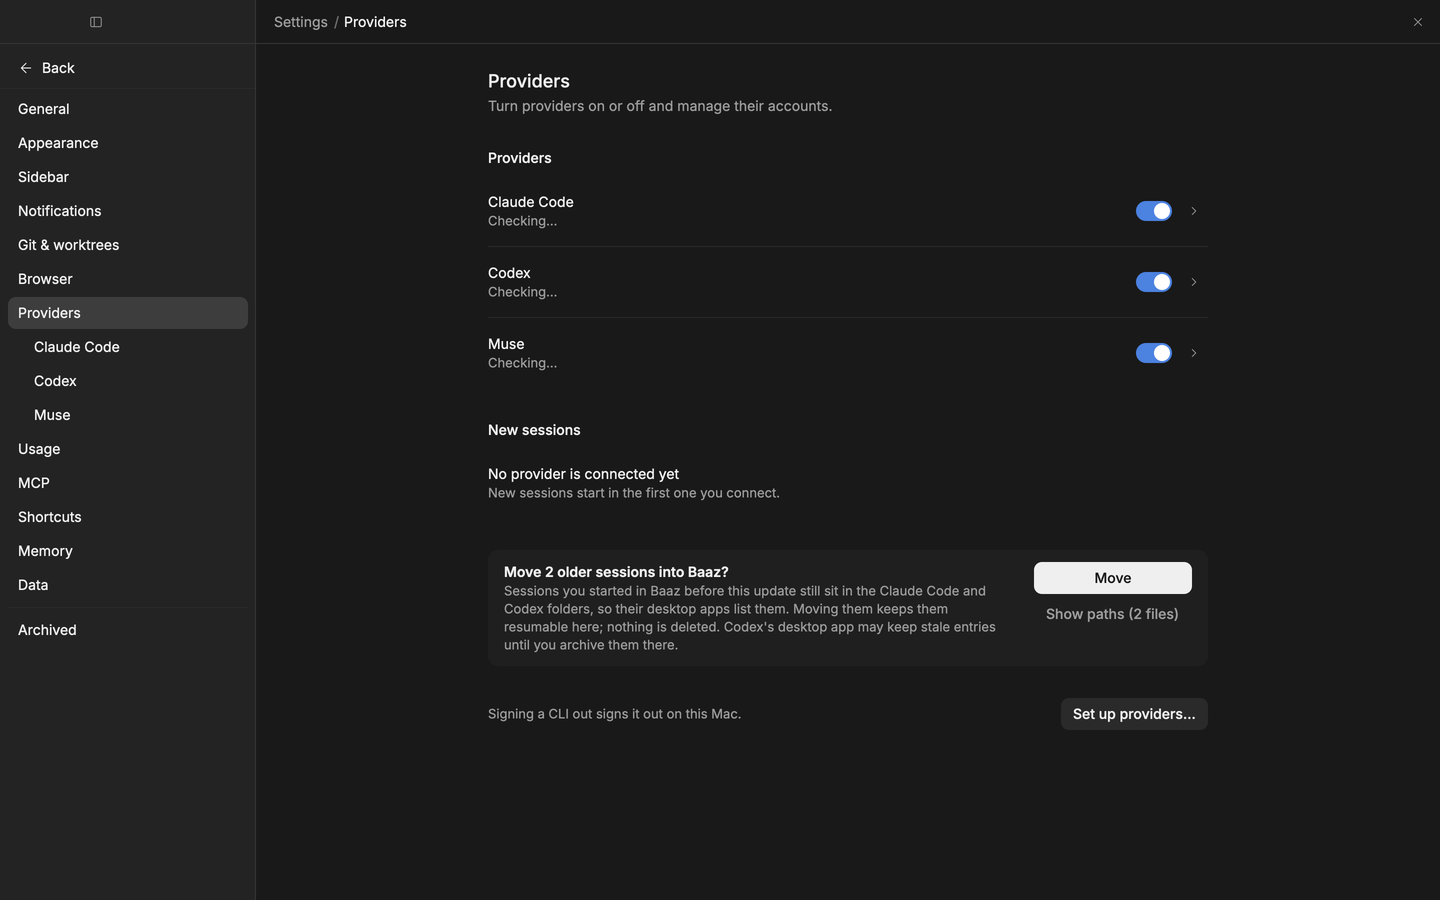 Settings / Providers
Back
General
Appearance
Sidebar
Notifications
Git & worktrees
Browser
Providers
Claude Code
Codex
Muse
Usage
MCP
Shortcuts
Memory
Data
Archived
Providers
Turn providers on or off and manage their accounts.
Providers
Claude Code
Checking...
Codex
Checking...
Muse
Checking...
New sessions
No provider is connected yet
New sessions start in the first one you connect.
Move 2 older sessions into Baaz?
Sessions you started in Baaz before this update still sit in the Claude Code and
Codex folders, so their desktop apps list them. Moving them keeps them
resumable here; nothing is deleted. Codex's desktop app may keep stale entries
until you archive them there.
Move
Show paths (2 files)
Signing a CLI out signs it out on this Mac.
Set up providers...